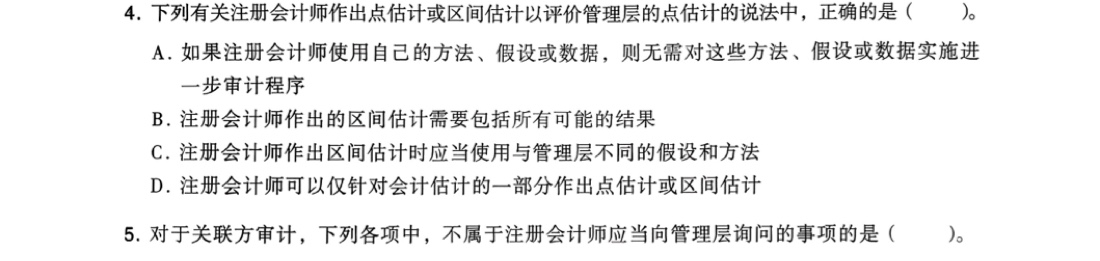 4. 下列有关注册会计师作出点估计或区间估计以评价管理层的点估计的说法中，正确的是（　　）。
A. 如果注册会计师使用自己的方法、假设或数据，则无需对这些方法、假设或数据实施进
一步审计程序
B. 注册会计师作出的区间估计需要包括所有可能的结果
C. 注册会计师作出区间估计时应当使用与管理层不同的假设和方法
D. 注册会计师可以仅针对会计估计的一部分作出点估计或区间估计
5. 对于关联方审计，下列各项中，不属于注册会计师应当向管理层询问的事项的是（　　）。